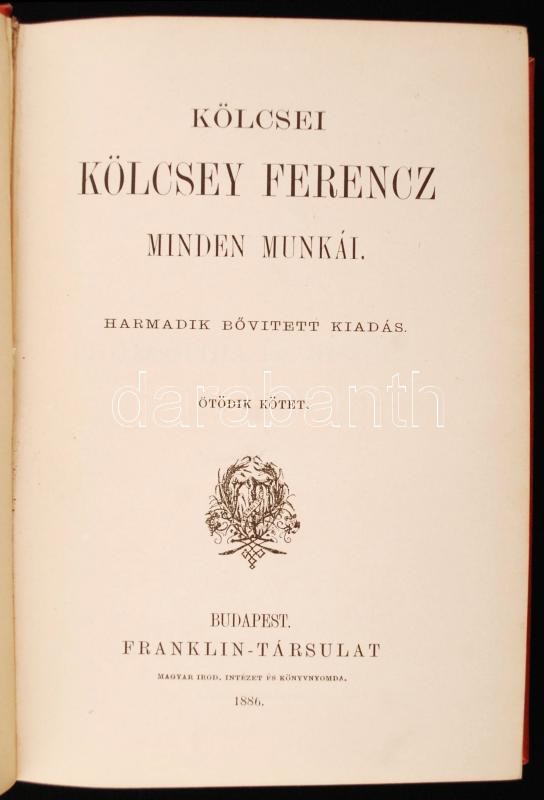 KÖLCSEI
KÖLCSEY FERENCZ
MINDEN MUNKÁI.
HARMADIK BŐVITETT KIADÁS.
ÖTÖDIK KÖTET.
darabanth
BUDAPEST.
FRANKLIN-TÁRSULAT
MAGYAR IROD. INTÉZET ÉS KÖNYVNYOMDA.
1886.